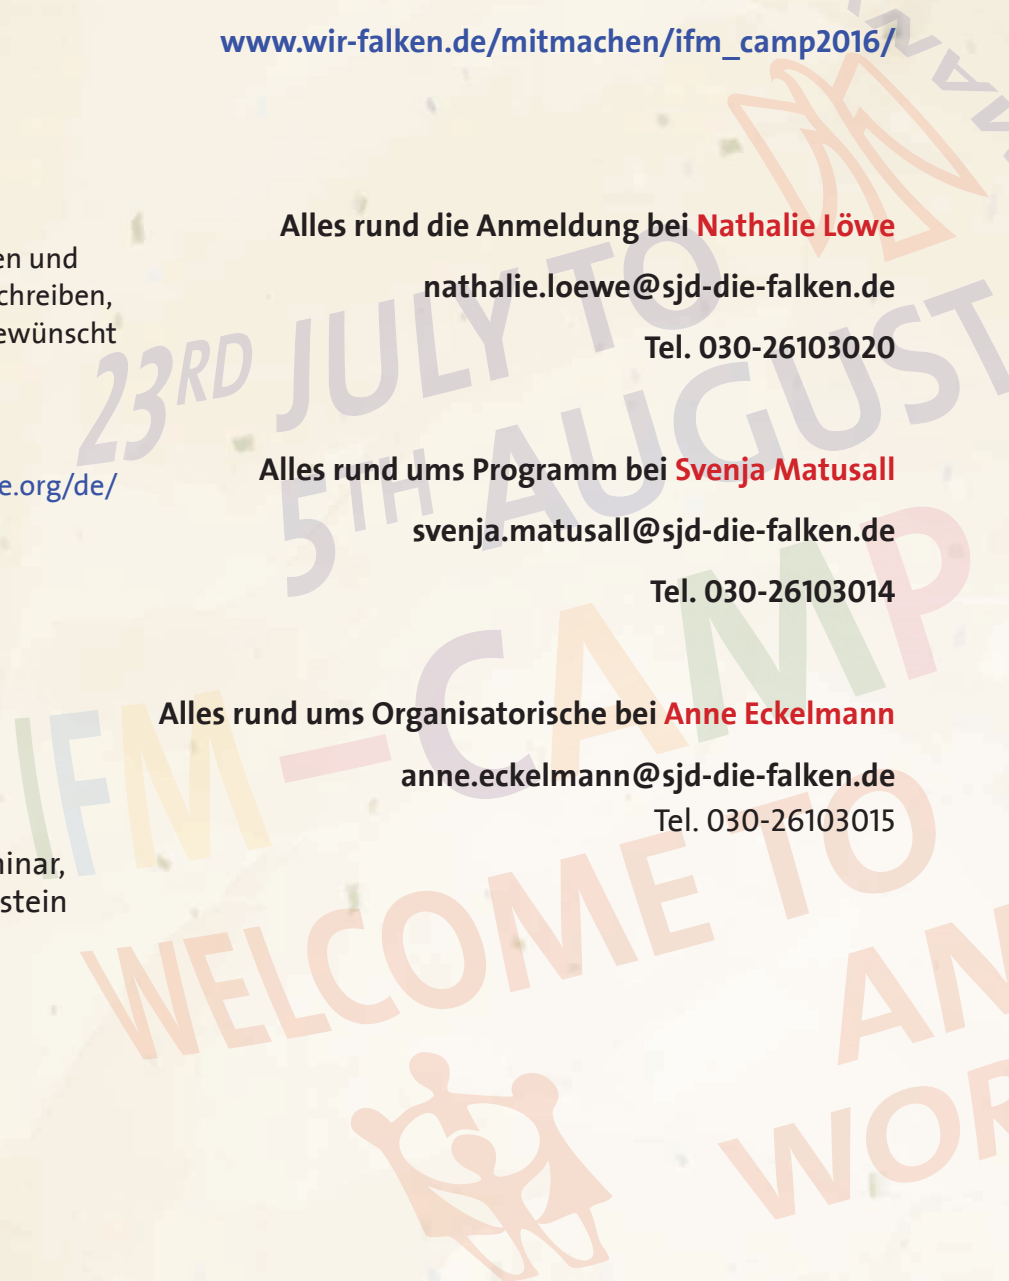 www.wir-falken.de/mitmachen/ifm_camp2016/
en und
chreiben,
ewünscht
e.org/de/
inar,
stein
Alles rund die Anmeldung bei Nathalie Löwe
nathalie.loewe@sjd-die-falken.de
Tel. 030-26103020
Alles rund ums Programm bei Svenja Matusall
svenja.matusall@sjd-die-falken.de
Tel. 030-26103014
Alles rund ums Organisatorische bei Anne Eckelmann
anne.eckelmann@sjd-die-falken.de
Tel. 030-26103015
23RD JULY TO
5TH AUGUST
IFM–CAMP
WELCOME TO
AN
WOR